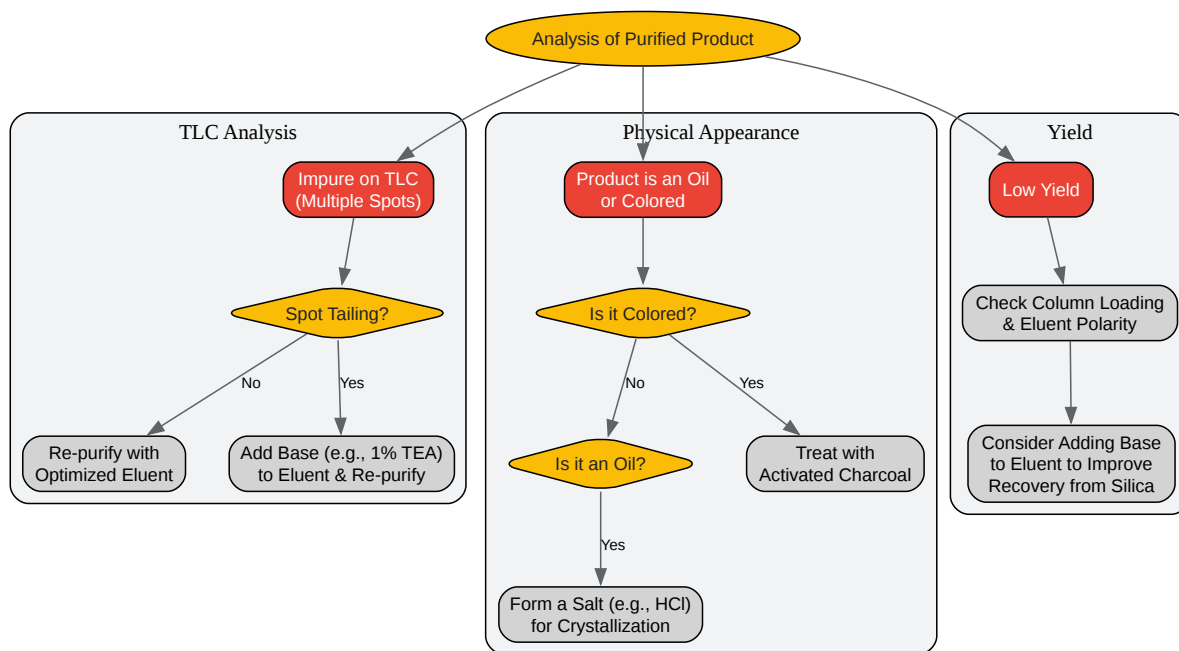 Analysis of Purified Product
TLC Analysis
Impure on TLC
(Multiple Spots)
Spot Tailing?
No
Yes
Re-purify with
Optimized Eluent
Add Base (e.g., 1% TEA)
to Eluent & Re-purify
Physical Appearance
Product is an Oil
or Colored
Is it Colored?
No
Yes
Is it an Oil?
Treat with
Activated Charcoal
Yes
Form a Salt (e.g., HCl)
for Crystallization
Yield
Low Yield
Check Column Loading
& Eluent Polarity
Consider Adding Base
to Eluent to Improve
Recovery from Silica